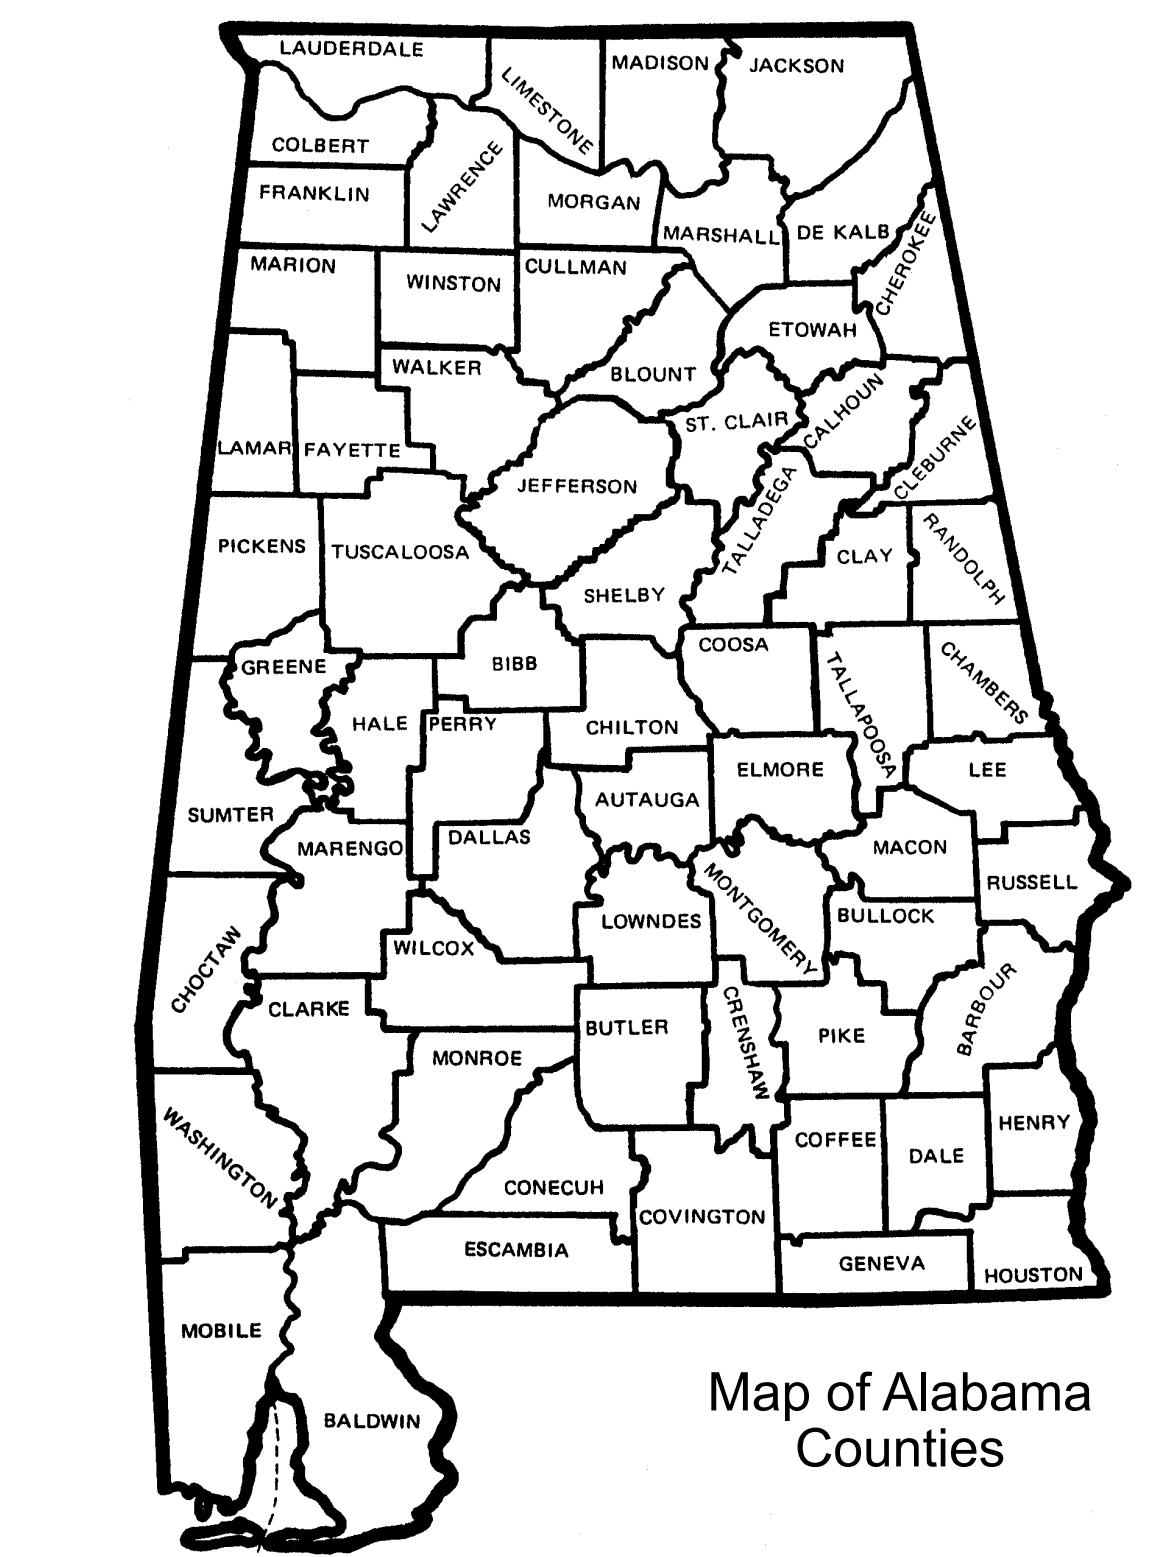 LAUDERDALE
LIMESTONE
MADISON
JACKSON
COLBERT
LAWRENCE
FRANKLIN
MORGAN
MARSHALL
DE KALB
CHEROKEE
MARION
WINSTON
CULLMAN
ETOWAH
WALKER
BLOUNT
ST. CLAIR
CALHOUN
LAMAR
FAYETTE
CLEBURNE
JEFFERSON
TALLADEGA
PICKENS
TUSCALOOSA
SHELBY
CLAY
RANDOLPH
GREENE
BIBB
COOSA
TALLAPOOSA
CHAMBERS
HALE
PERRY
CHILTON
ELMORE
LEE
SUMTER
AUTAUGA
MARENGO
DALLAS
MACON
RUSSELL
CHOCTAW
WILCOX
LOWNDES
MONTGOMERY
BULLOCK
CLARKE
BUTLER
CRENSHAW
PIKE
BARBOUR
MONROE
WASHINGTON
COFFEE
DALE
HENRY
CONECUH
COVINGTON
ESCAMBIA
GENEVA
HOUSTON
MOBILE
BALDWIN
Map of Alabama
Counties